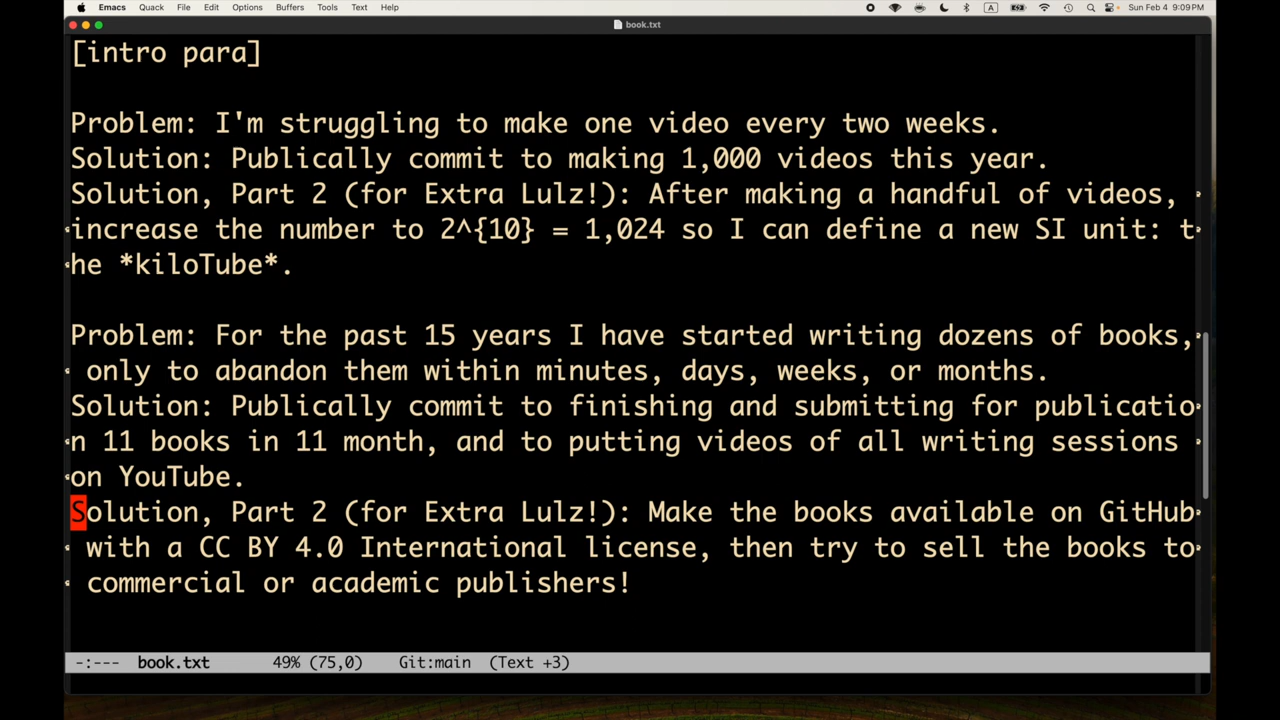 Emacs Quack File Edit Options Buffers Tools Text Help A Sun Feb 4 9:09 PM
book.txt
[intro para]
Problem: I'm struggling to make one video every two weeks.
Solution: Publically commit to making 1,000 videos this year.
Solution, Part 2 (for Extra Lulz!): After making a handful of videos,
increase the number to 2^{10} = 1,024 so I can define a new SI unit: t
he *kiloTube*.
Problem: For the past 15 years I have started writing dozens of books,
only to abandon them within minutes, days, weeks, or months.
Solution: Publically commit to finishing and submitting for publicatio
n 11 books in 11 month, and to putting videos of all writing sessions
on YouTube.
Solution, Part 2 (for Extra Lulz!): Make the books available on GitHub
with a CC BY 4.0 International license, then try to sell the books to
commercial or academic publishers!
-:--- book.txt 49% (75,0) Git:main (Text +3)